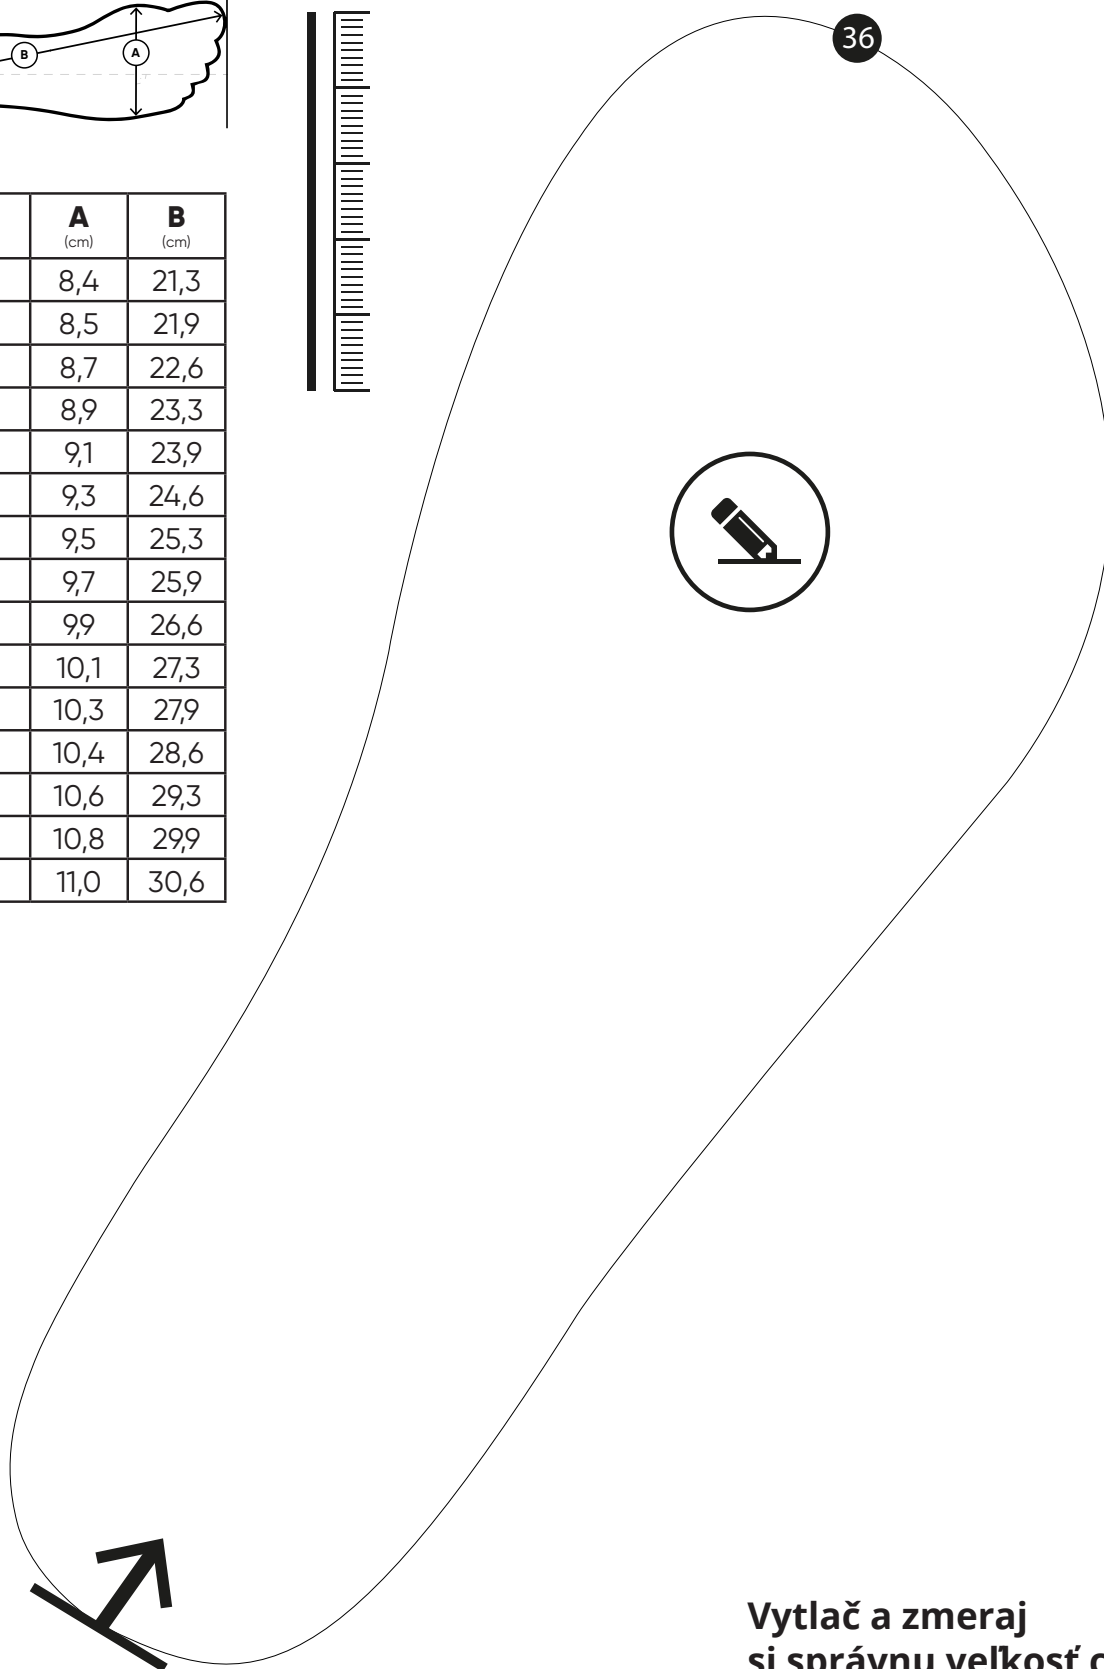 B
A
36
A B
(cm) (cm)
8,4 21,3
8,5 21,9
8,7 22,6
8,9 23,3
9,1 23,9
9,3 24,6
9,5 25,3
9,7 25,9
9,9 26,6
10,1 27,3
10,3 27,9
10,4 28,6
10,6 29,3
10,8 29,9
11,0 30,6
Vytlač a zmeraj
si správnu veľkosť